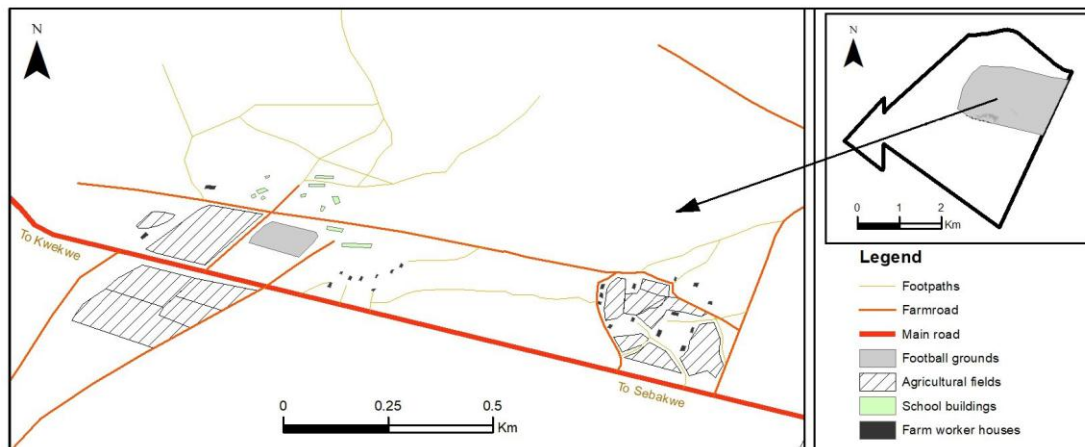 N
To Kwekwe
To Sebakwe
0 0.25 0.5
Km
N
0 1 2
Km
Legend
Footpaths
Farmroad
Main road
Football grounds
Agricultural fields
School buildings
Farm worker houses